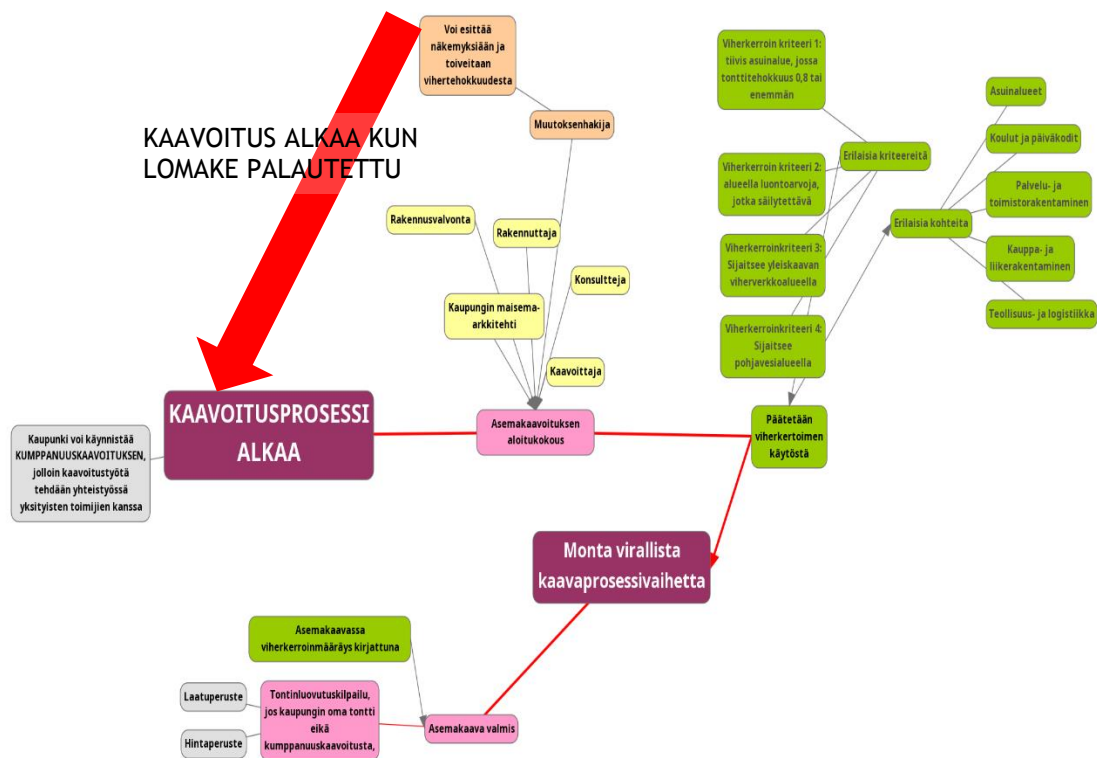 Voi esittää
näkemyksiään ja
toiveitaan
vihertehokkuudesta
Muutoksenhakija
KAAVOITUS ALKAA KUN
LOMAKE PALAUTETTU
Viherkerroin kriteeri 1:
tiivis asuinalue, jossa
tonttitehokkuus 0,8 tai
enemmän
Viherkerroin kriteeri 2:
alueella luontoarvoja,
jotka säilytettävä
Viherkerroinkriteeri 3:
Sijaitsee yleiskaavan
viherverkkoalueella
Viherkerroinkriteeri 4:
Sijaitsee
pohjavesialueella
Erilaisia kriteereitä
Erilaisia kohteita
Asuinalueet
Koulut ja päiväkodit
Palvelu- ja
toimistorakentaminen
Kauppa- ja
liikerakentaminen
Teollisuus- ja logistiikka
Rakennusvalvonta
Rakennuttaja
Konsultteja
Kaupungin maisema-
arkkitehti
Kaavoittaja
KAAVOITUSPROSESSI
ALKAA
Asemakaavoituksen
aloitukokous
Päätetään
viherkertoimen
käytöstä
Kaupunki voi käynnistää
KUMPPANUUSKAAVOITUKSEN,
jolloin kaavoitustyötä
tehdään yhteistyössä
yksityisten toimijien kanssa
Monta virallista
kaavaprosessivaihetta
Asemakaavassa
viherkerroinmääräys kirjattuna
Laatuperuste
Hintaperuste
Tontinluovutuskilpailu,
jos kaupungin oma tontti
eikä
kumppanuuskaavoitusta,
Asemakaava valmis